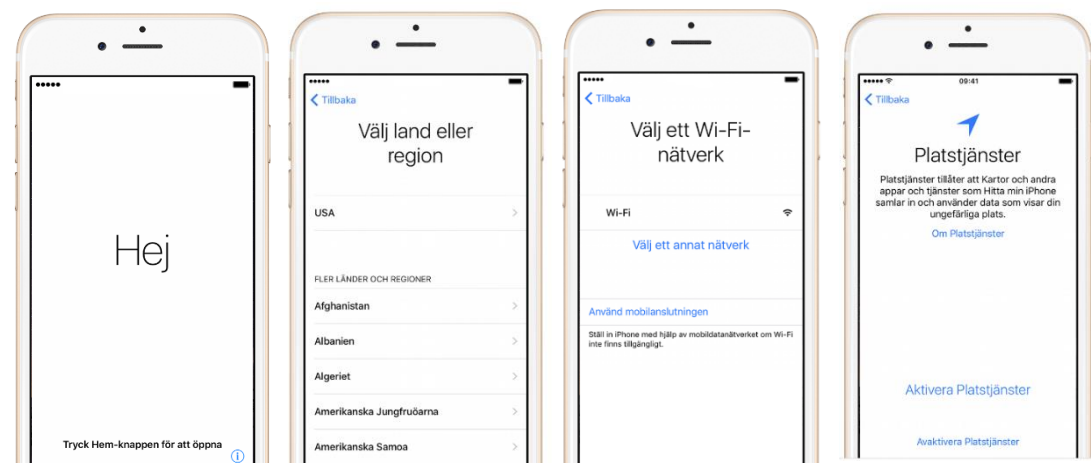 Hej
Tryck Hem-knappen för att öppna
Tillbaka
Välj land eller
region
USA
FLER LÄNDER OCH REGIONER
Afghanistan
Albanien
Algeriet
Amerikanska Jungfruöarna
Amerikanska Samoa
Tillbaka
Välj ett Wi-Fi-
nätverk
Wi-Fi
Välj ett annat nätverk
Använd mobilanslutningen
Ställ in iPhone med hjälp av mobildatanätverket om Wi-Fi
inte finns tillgängligt.
09:41
Tillbaka
Platstjänster
Platstjänster tillåter att Kartor och andra
appar och tjänster som Hitta min iPhone
samlar in och använder data som visar din
ungefärliga plats.
Om Platstjänster
Aktivera Platstjänster
Avaktivera Platstjänster